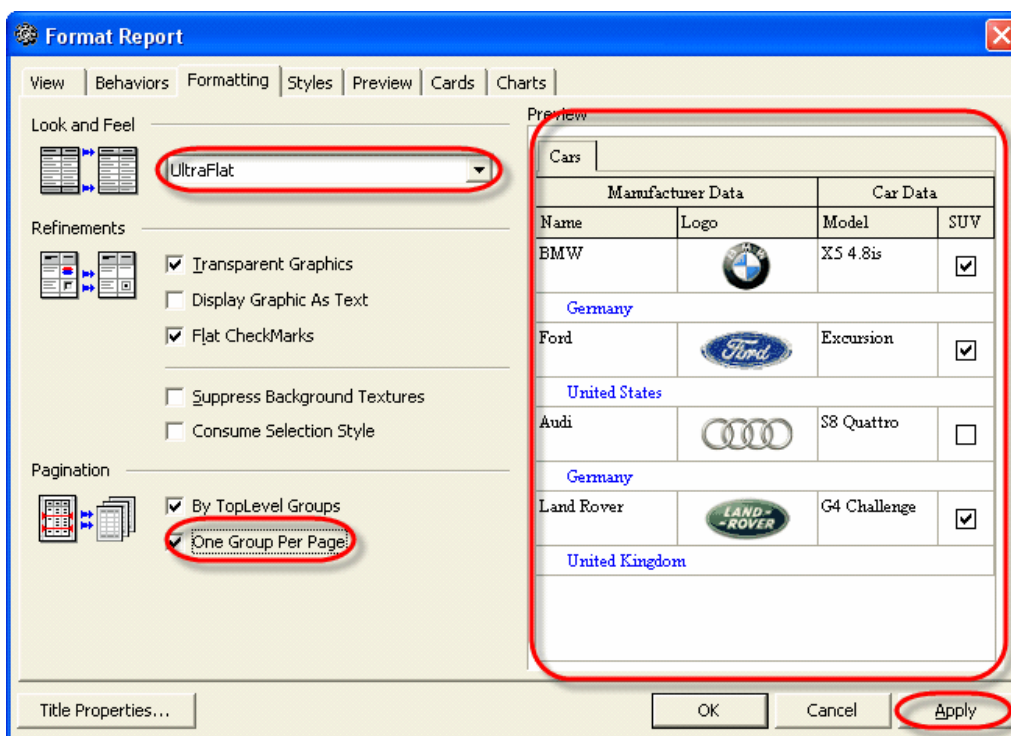 Format Report
View Behaviors Formatting Styles Preview Cards Charts
Look and Feel
UltraFlat
Refinements
Transparent Graphics
Display Graphic As Text
Flat CheckMarks
Suppress Background Textures
Consume Selection Style
Pagination
By TopLevel Groups
One Group Per Page
Preview
Cars
Manufacturer Data Car Data
Name Logo Model SUV
BMW X5 4.8is
Germany
Ford Ford Excursion
United States
Audi S8 Quattro
Germany
Land Rover LAND-ROVER G4 Challenge
United Kingdom
Title Properties... OK Cancel Apply